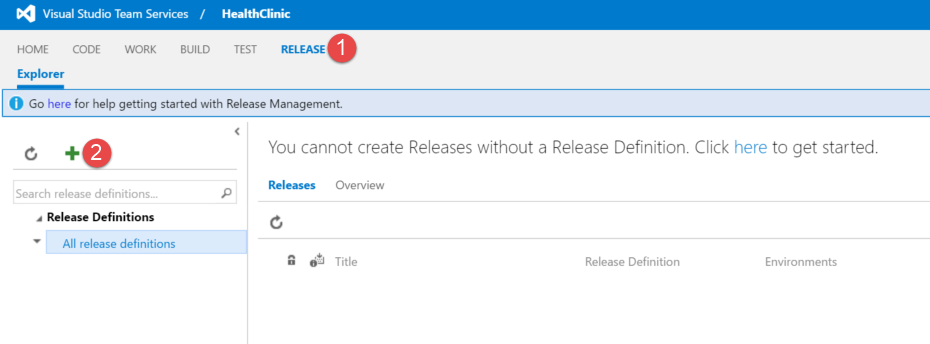 Visual Studio Team Services / HealthClinic
HOME CODE WORK BUILD TEST RELEASE 1
Explorer
Go here for help getting started with Release Management.
2
Search release definitions...
Release Definitions
All release definitions
You cannot create Releases without a Release Definition. Click here to get started.
Releases Overview
Title Release Definition Environments